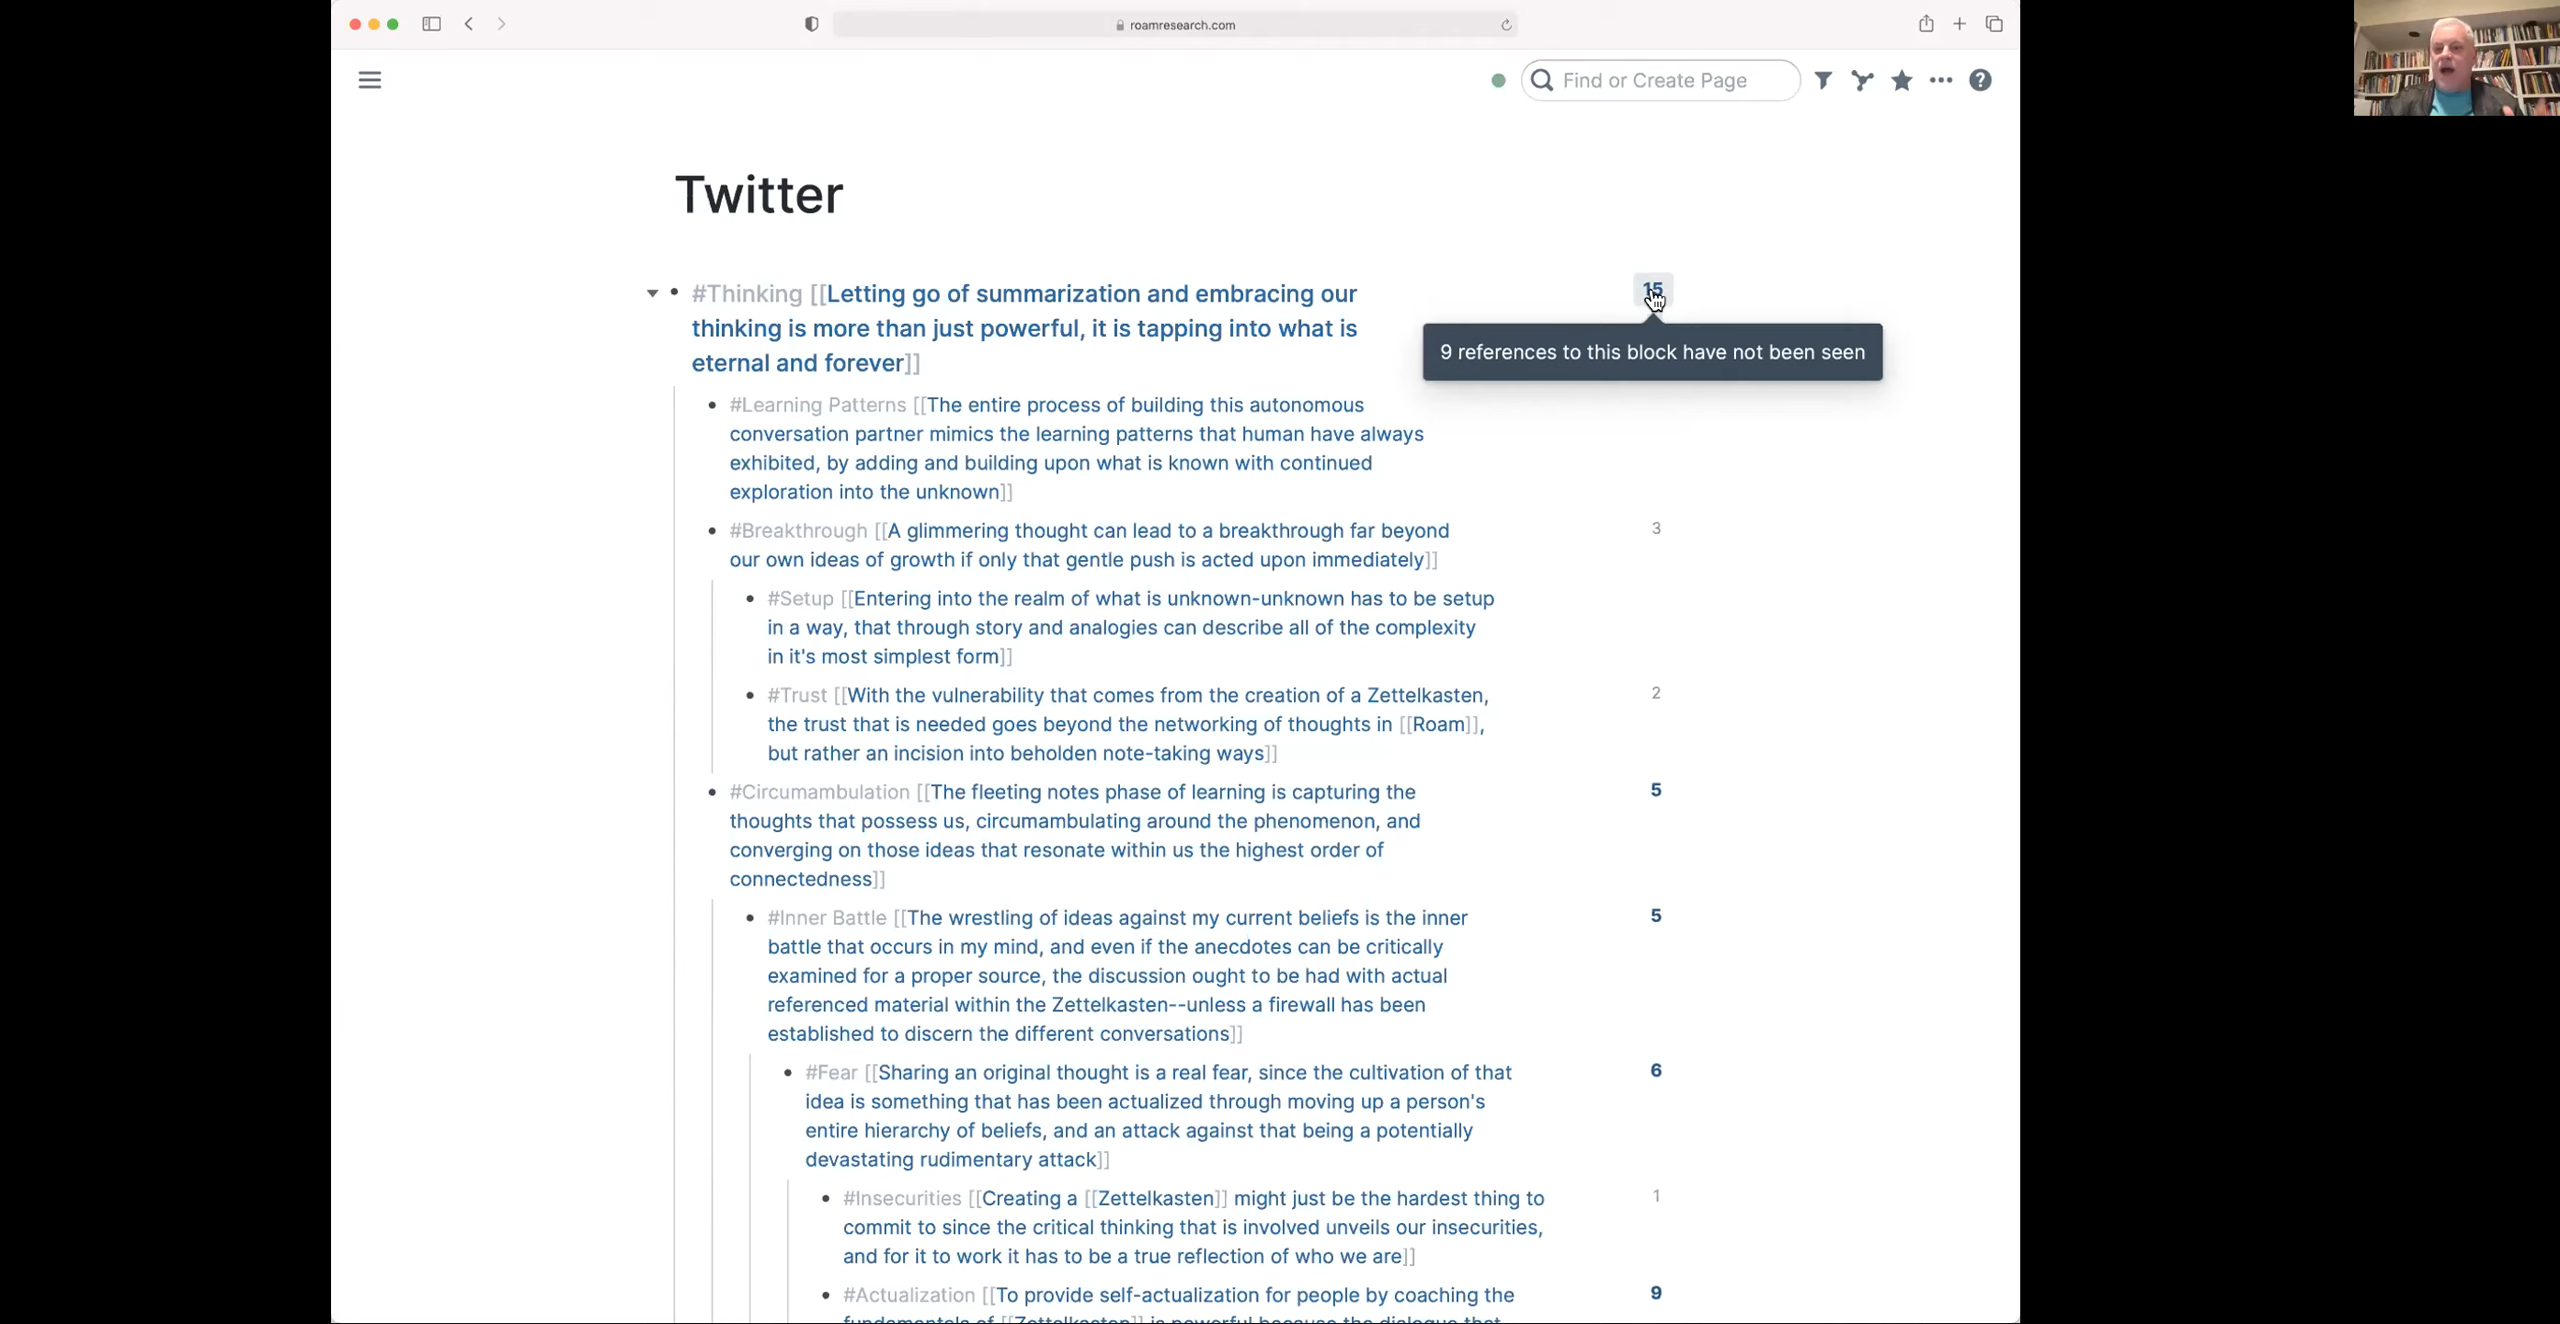 roamresearch.com
Find or Create Page
Twitter
#Thinking [[Letting go of summarization and embracing our
thinking is more than just powerful, it is tapping into what is
eternal and forever]]
15
9 references to this block have not been seen
#Learning Patterns [[The entire process of building this autonomous
conversation partner mimics the learning patterns that human have always
exhibited, by adding and building upon what is known with continued
exploration into the unknown]]
#Breakthrough [[A glimmering thought can lead to a breakthrough far beyond
our own ideas of growth if only that gentle push is acted upon immediately]]
3
#Setup [[Entering into the realm of what is unknown-unknown has to be setup
in a way, that through story and analogies can describe all of the complexity
in it's most simplest form]]
#Trust [[With the vulnerability that comes from the creation of a Zettelkasten,
the trust that is needed goes beyond the networking of thoughts in [[Roam]],
but rather an incision into beholden note-taking ways]]
2
#Circumambulation [[The fleeting notes phase of learning is capturing the
thoughts that possess us, circumambulating around the phenomenon, and
converging on those ideas that resonate within us the highest order of
connectedness]]
5
#Inner Battle [[The wrestling of ideas against my current beliefs is the inner
battle that occurs in my mind, and even if the anecdotes can be critically
examined for a proper source, the discussion ought to be had with actual
referenced material within the Zettelkasten--unless a firewall has been
established to discern the different conversations]]
5
#Fear [[Sharing an original thought is a real fear, since the cultivation of that
idea is something that has been actualized through moving up a person's
entire hierarchy of beliefs, and an attack against that being a potentially
devastating rudimentary attack]]
6
#Insecurities [[Creating a [[Zettelkasten]] might just be the hardest thing to
commit to since the critical thinking that is involved unveils our insecurities,
and for it to work it has to be a true reflection of who we are]]
1
#Actualization [[To provide self-actualization for people by coaching the
fundamentals of [[Zettelkasten]] is powerful because the dialogue that
9